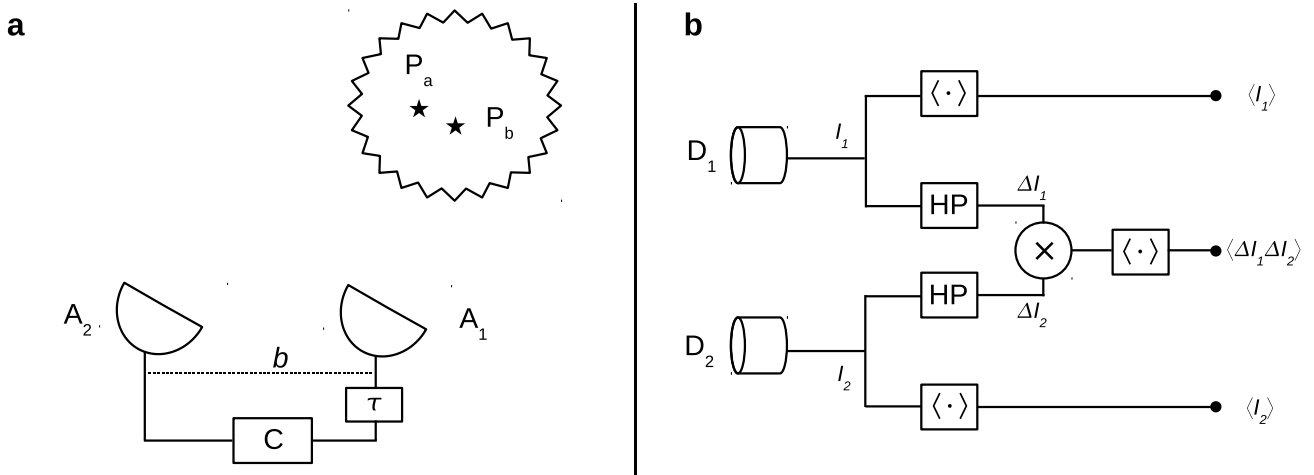 a
P_a
P_b
A_2
b
A_1
τ
C
b
⟨·⟩
⟨I_1⟩
I_1
D_1
HP
ΔI_1
×
⟨·⟩
⟨ΔI_1ΔI_2⟩
HP
ΔI_2
D_2
I_2
⟨·⟩
⟨I_2⟩